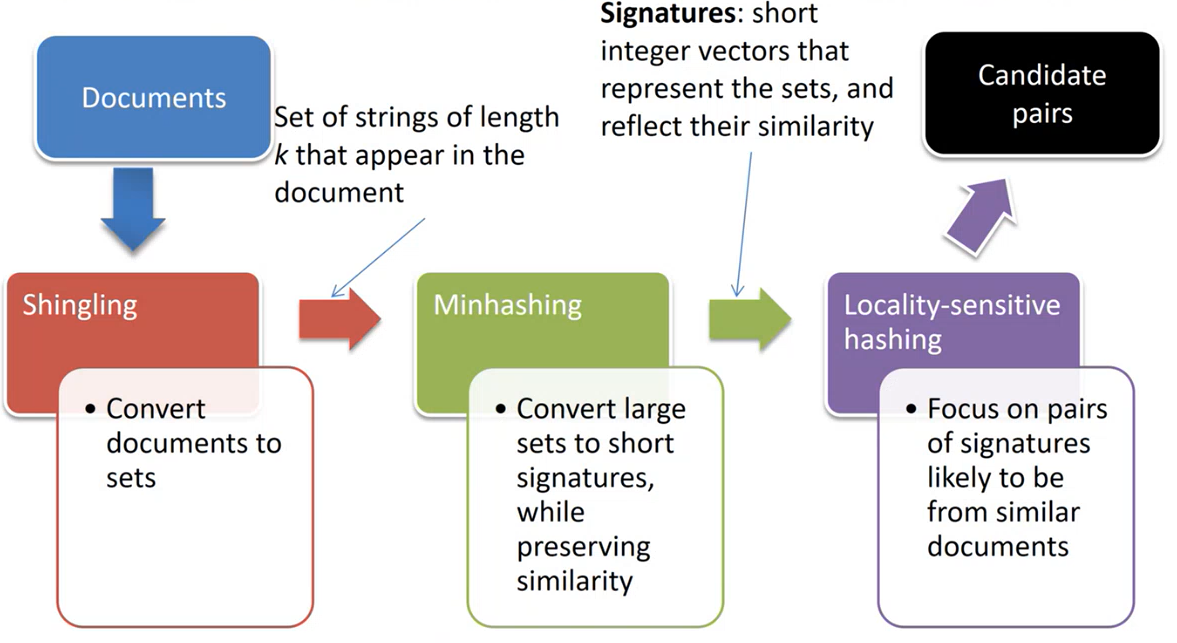 Documents
Set of strings of length
k that appear in the
document
Signatures: short
integer vectors that
represent the sets, and
reflect their similarity
Candidate
pairs
Shingling
• Convert
documents to
sets
Minhashing
• Convert large
sets to short
signatures,
while
preserving
similarity
Locality-sensitive
hashing
• Focus on pairs
of signatures
likely to be
from similar
documents